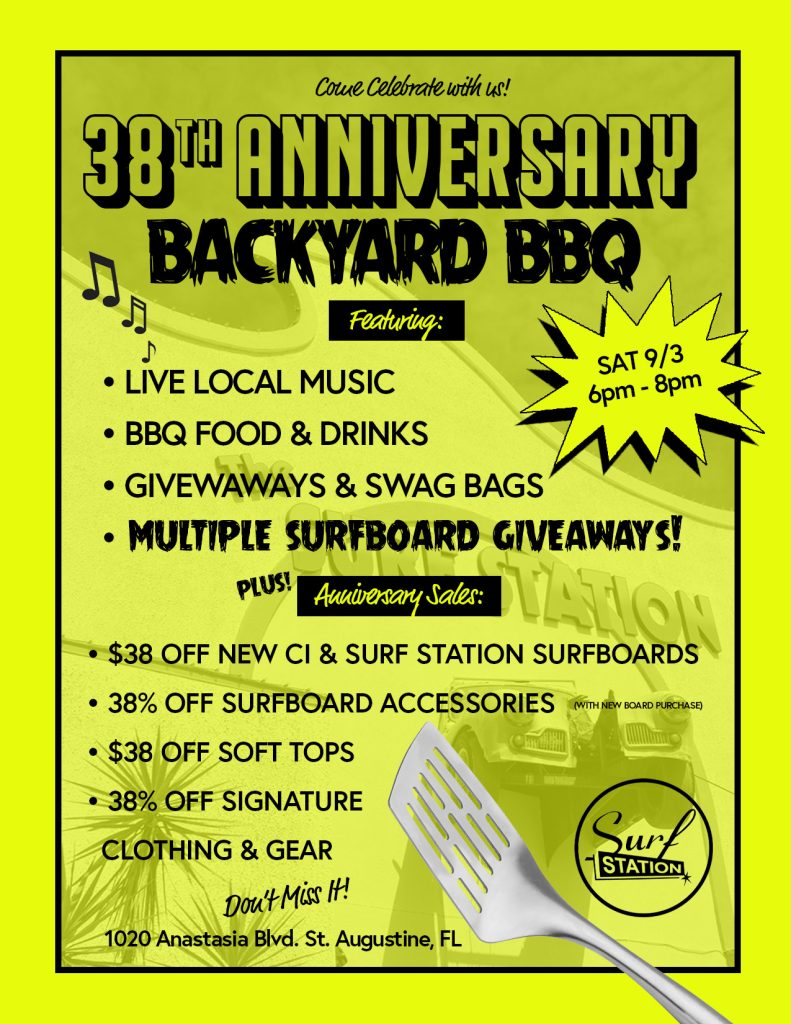 Come Celebrate with us!
38TH ANNIVERSARY
BACKYARD BBQ
Featuring:
SAT 9/3
6pm - 8pm
• LIVE LOCAL MUSIC
• BBQ FOOD & DRINKS
• GIVEWAWAYS & SWAG BAGS
• MULTIPLE SURFBOARD GIVEAWAYS!
The
SURF STATION
PLUS!
Anniversary Sales:
• $38 OFF NEW CI & SURF STATION SURFBOARDS
• 38% OFF SURFBOARD ACCESSORIES (WITH NEW BOARD PURCHASE)
• $38 OFF SOFT TOPS
• 38% OFF SIGNATURE
CLOTHING & GEAR
Surf
STATION
Don't Miss It!
1020 Anastasia Blvd. St. Augustine, FL